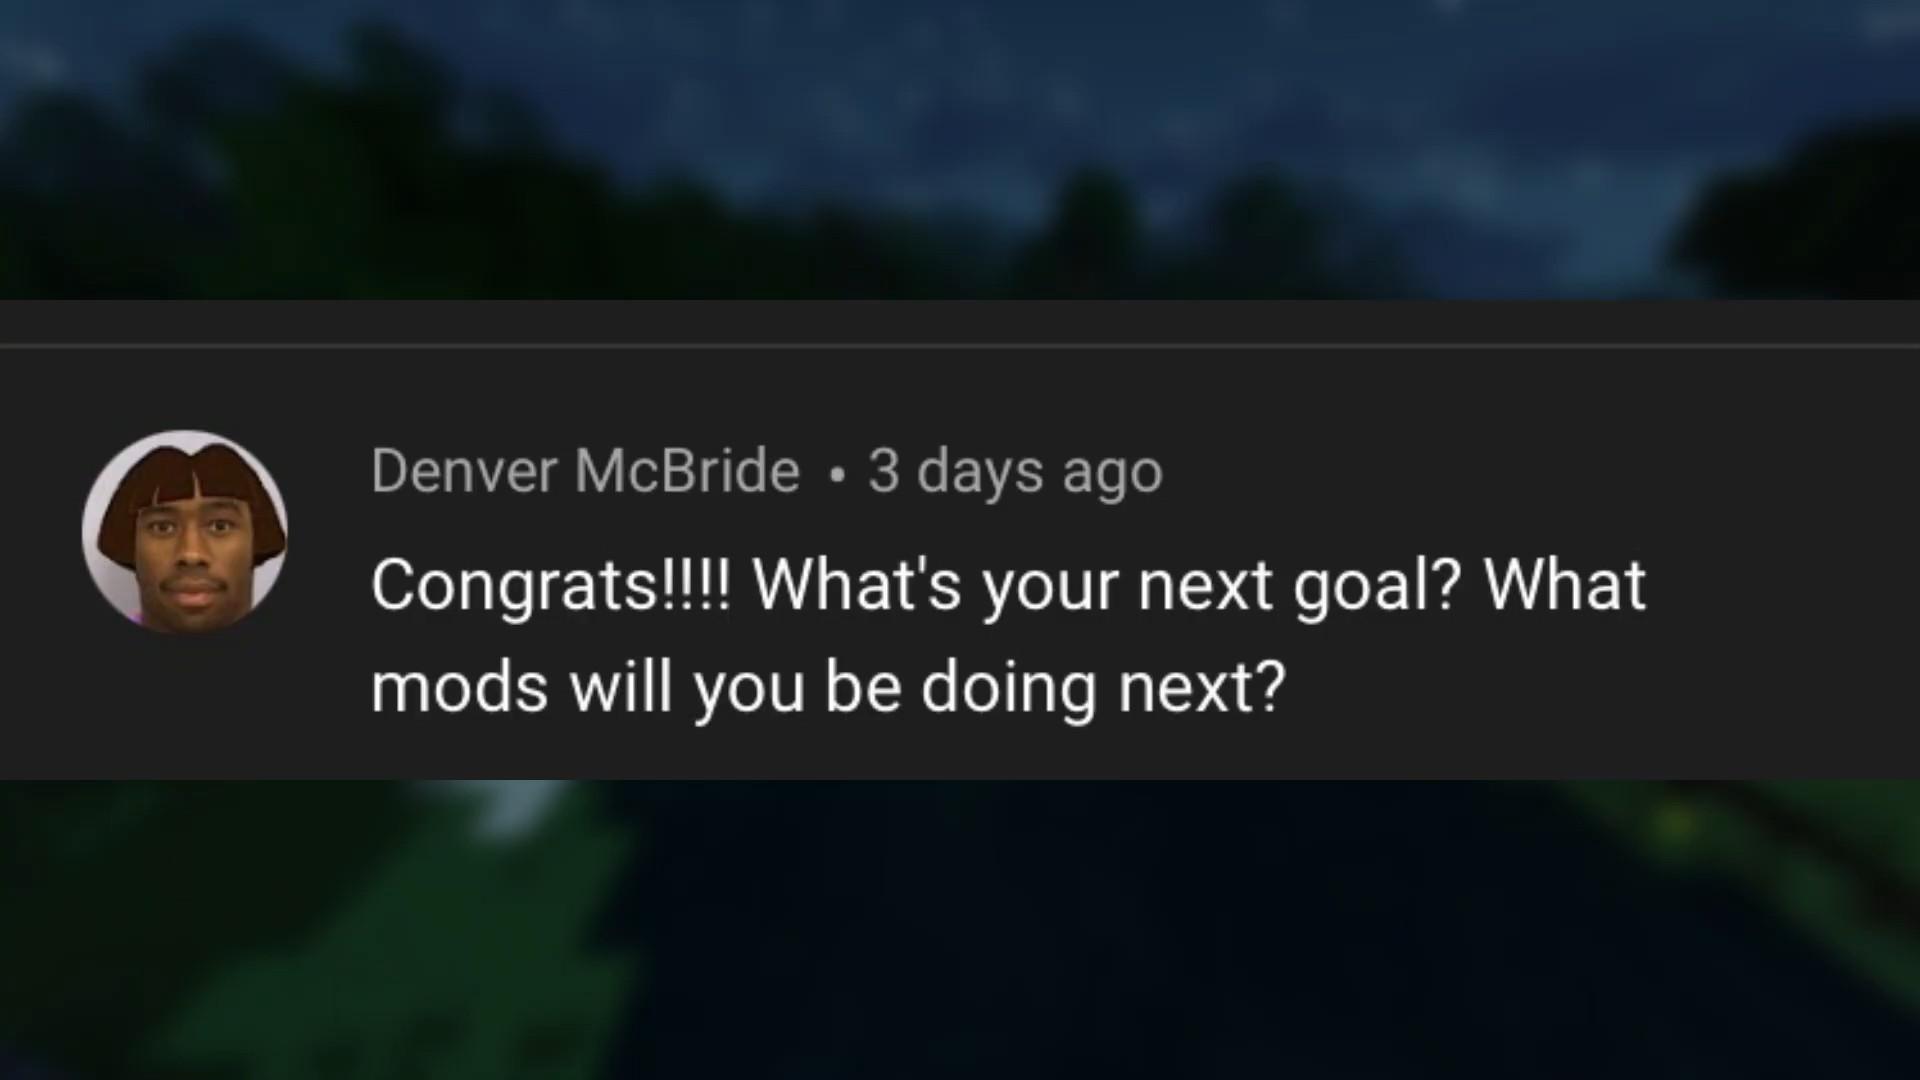 Denver McBride • 3 days ago
Congrats!!!! What's your next goal? What
mods will you be doing next?